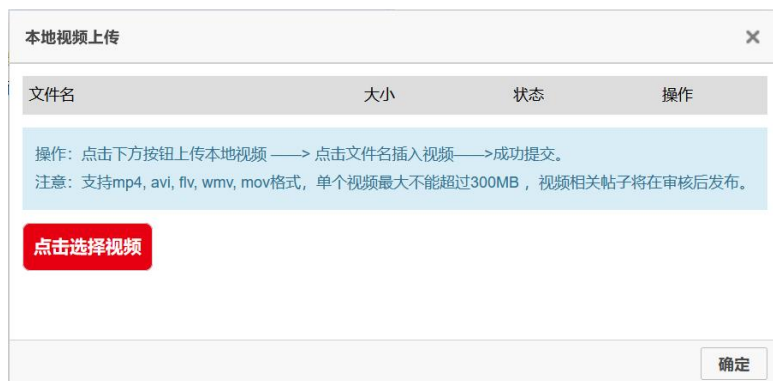 本地视频上传
文件名 大小 状态 操作
操作：点击下方按钮上传本地视频 ——> 点击文件名插入视频——>成功提交。
注意：支持mp4, avi, flv, wmv, mov格式，单个视频最大不能超过300MB ，视频相关帖子将在审核后发布。
点击选择视频
确定